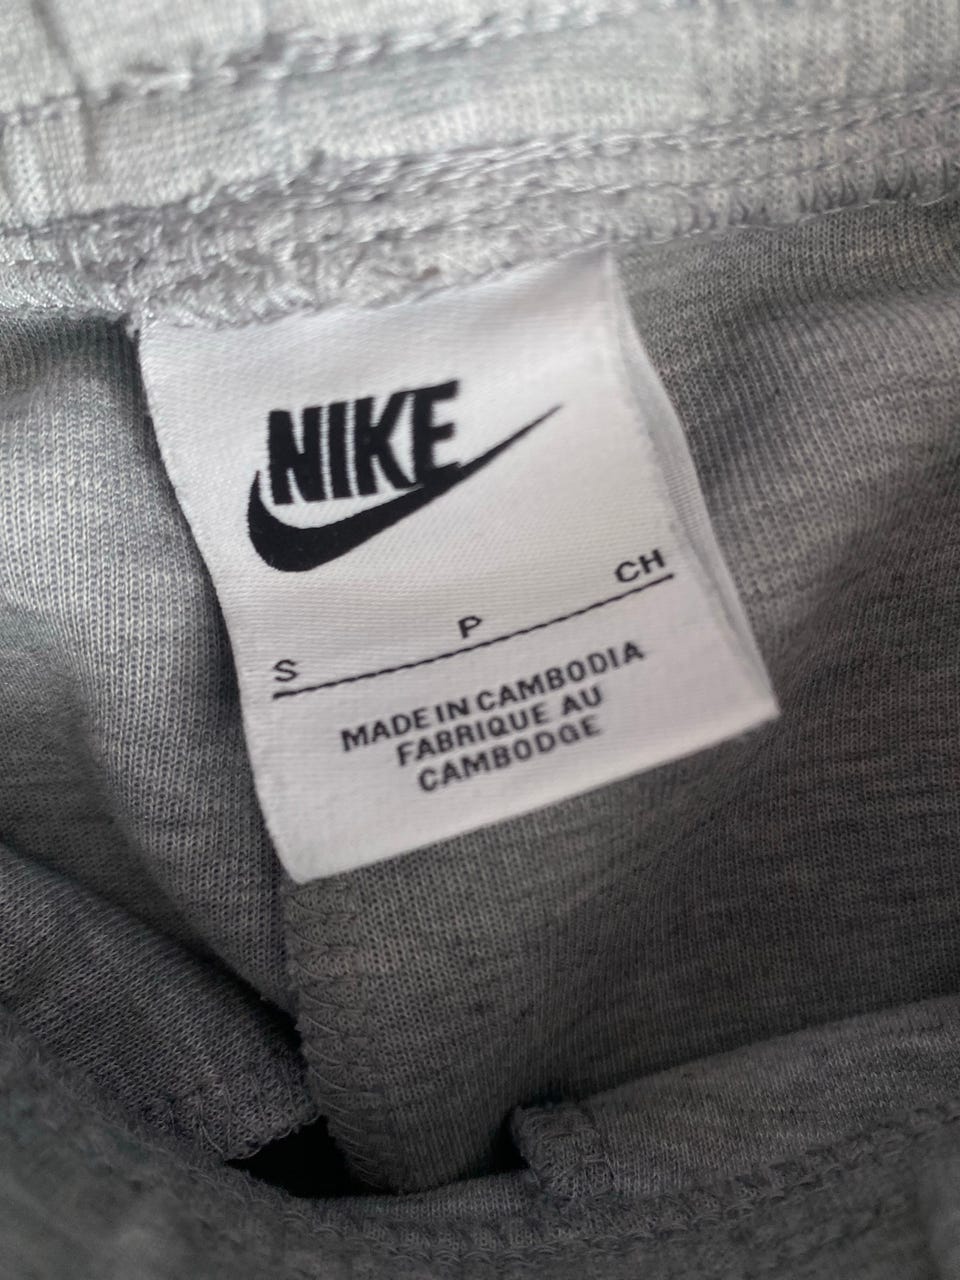 NIKE
S P CH
MADE IN CAMBODIA
FABRIQUE AU
CAMBODGE